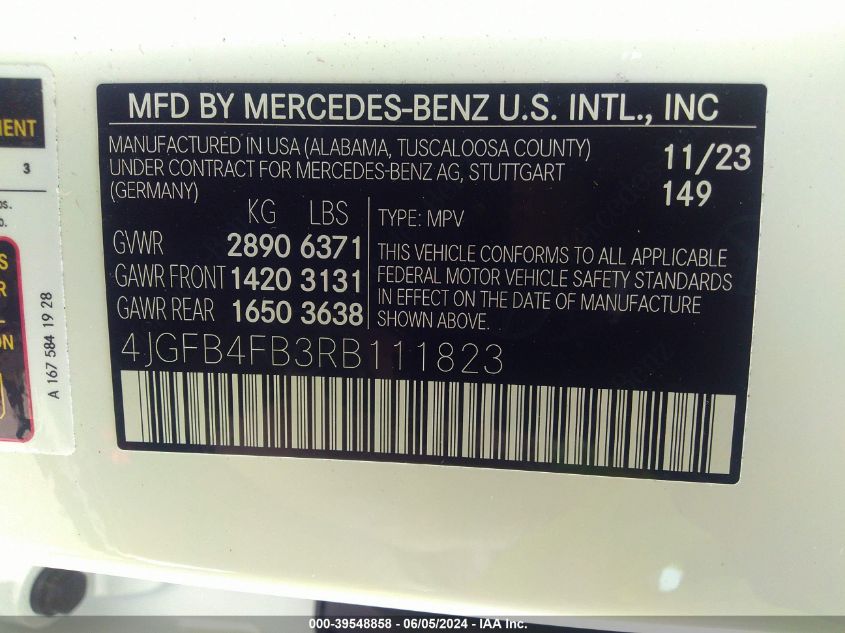 MFD BY MERCEDES-BENZ U.S. INTL., INC
MANUFACTURED IN USA (ALABAMA, TUSCALOOSA COUNTY)
UNDER CONTRACT FOR MERCEDES-BENZ AG, STUTTGART
(GERMANY)
11/23
149
KG LBS
GVWR 2890 6371
GAWR FRONT 1420 3131
GAWR REAR 1650 3638
TYPE: MPV
THIS VEHICLE CONFORMS TO ALL APPLICABLE
FEDERAL MOTOR VEHICLE SAFETY STANDARDS
IN EFFECT ON THE DATE OF MANUFACTURE
SHOWN ABOVE.
4JGFB4FB3RB111823
3
A 167 584 19 28
000-39548858 - 06/05/2024 - IAA Inc.